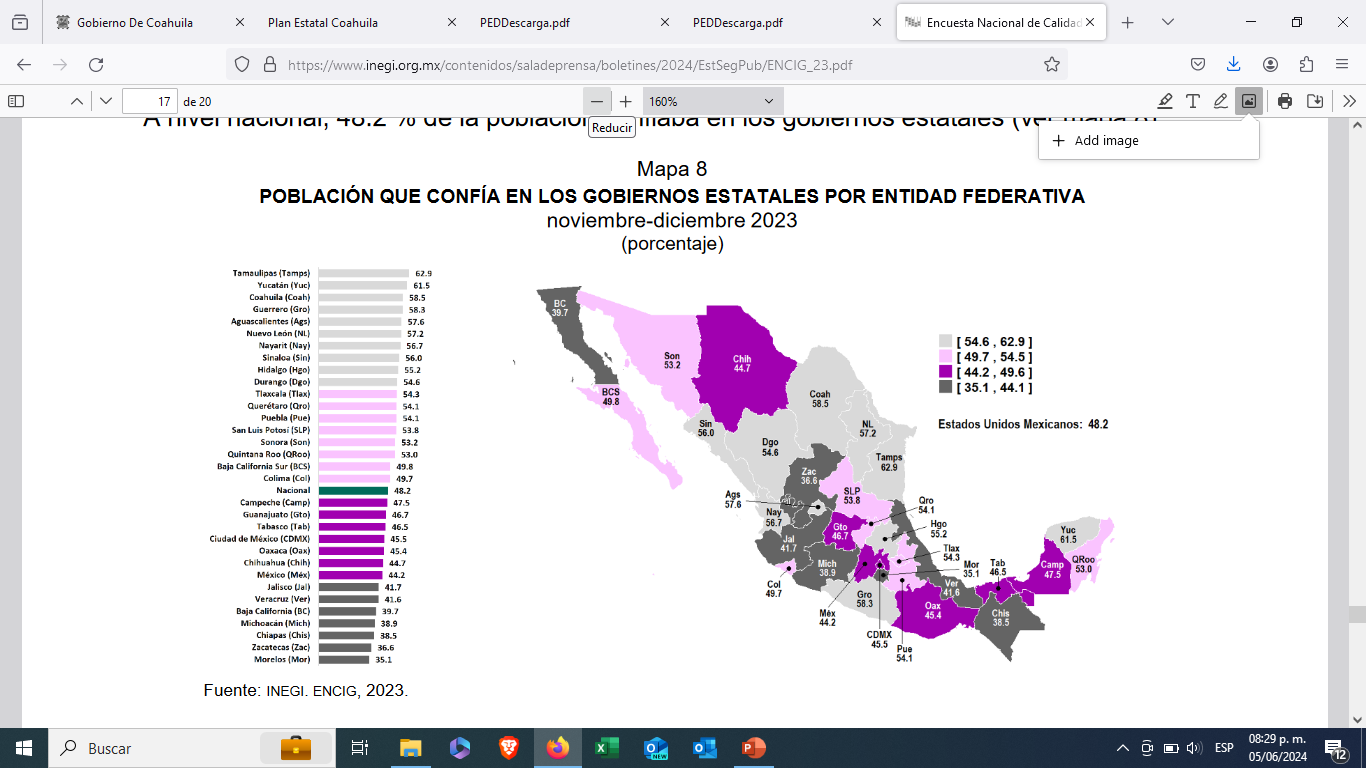 Gobierno De Coahuila
Plan Estatal Coahuila
PEDDescarga.pdf
PEDDescarga.pdf
Encuesta Nacional de Calidad
https://www.inegi.org.mx/contenidos/saladeprensa/boletines/2024/EstSegPub/ENCIG_23.pdf
17 de 20
160%
Reducir
Add image
Mapa 8
POBLACIÓN QUE CONFÍA EN LOS GOBIERNOS ESTATALES POR ENTIDAD FEDERATIVA
noviembre-diciembre 2023
(porcentaje)
Tamaulipas (Tamps) 62.9
Yucatán (Yuc) 61.5
Coahuila (Coah) 58.5
Guerrero (Gro) 58.3
Aguascalientes (Ags) 57.6
Nuevo León (NL) 57.2
Nayarit (Nay) 56.7
Sinaloa (Sin) 56.0
Hidalgo (Hgo) 55.2
Durango (Dgo) 54.6
Tlaxcala (Tlax) 54.3
Querétaro (Qro) 54.1
Puebla (Pue) 54.1
San Luis Potosí (SLP) 53.8
Sonora (Son) 53.2
Quintana Roo (QRoo) 53.0
Baja California Sur (BCS) 49.8
Colima (Col) 49.7
Nacional 48.2
Campeche (Camp) 47.5
Guanajuato (Gto) 46.7
Tabasco (Tab) 46.5
Ciudad de México (CDMX) 45.5
Oaxaca (Oax) 45.4
Chihuahua (Chih) 44.7
México (Méx) 44.2
Jalisco (Jal) 41.7
Veracruz (Ver) 41.6
Baja California (BC) 39.7
Michoacán (Mich) 38.9
Chiapas (Chis) 38.5
Zacatecas (Zac) 36.6
Morelos (Mor) 35.1
BC
39.7
Son
53.2
Chih
44.7
BCS
49.8
Coah
58.5
Sin
56.0
NL
57.2
Dgo
54.6
Tamps
62.9
Zac
36.6
SLP
53.8
Ags
57.6
Qro
54.1
Nay
56.7
Gto
46.7
Hgo
55.2
Jal
41.7
Tlax
54.3
Mich
38.9
Mor
35.1
Tab
46.5
Yuc
61.5
QRoo
53.0
Camp
47.5
Col
49.7
Gro
58.3
Ver
41.6
Méx
44.2
Oax
45.4
Chis
38.5
CDMX
45.5
Pue
54.1
[ 54.6 , 62.9 ]
[ 49.7 , 54.5 ]
[ 44.2 , 49.6 ]
[ 35.1 , 44.1 ]
Estados Unidos Mexicanos: 48.2
Fuente: INEGI. ENCIG, 2023.
Buscar
NEW
ESP
08:29 p. m.
05/06/2024
12